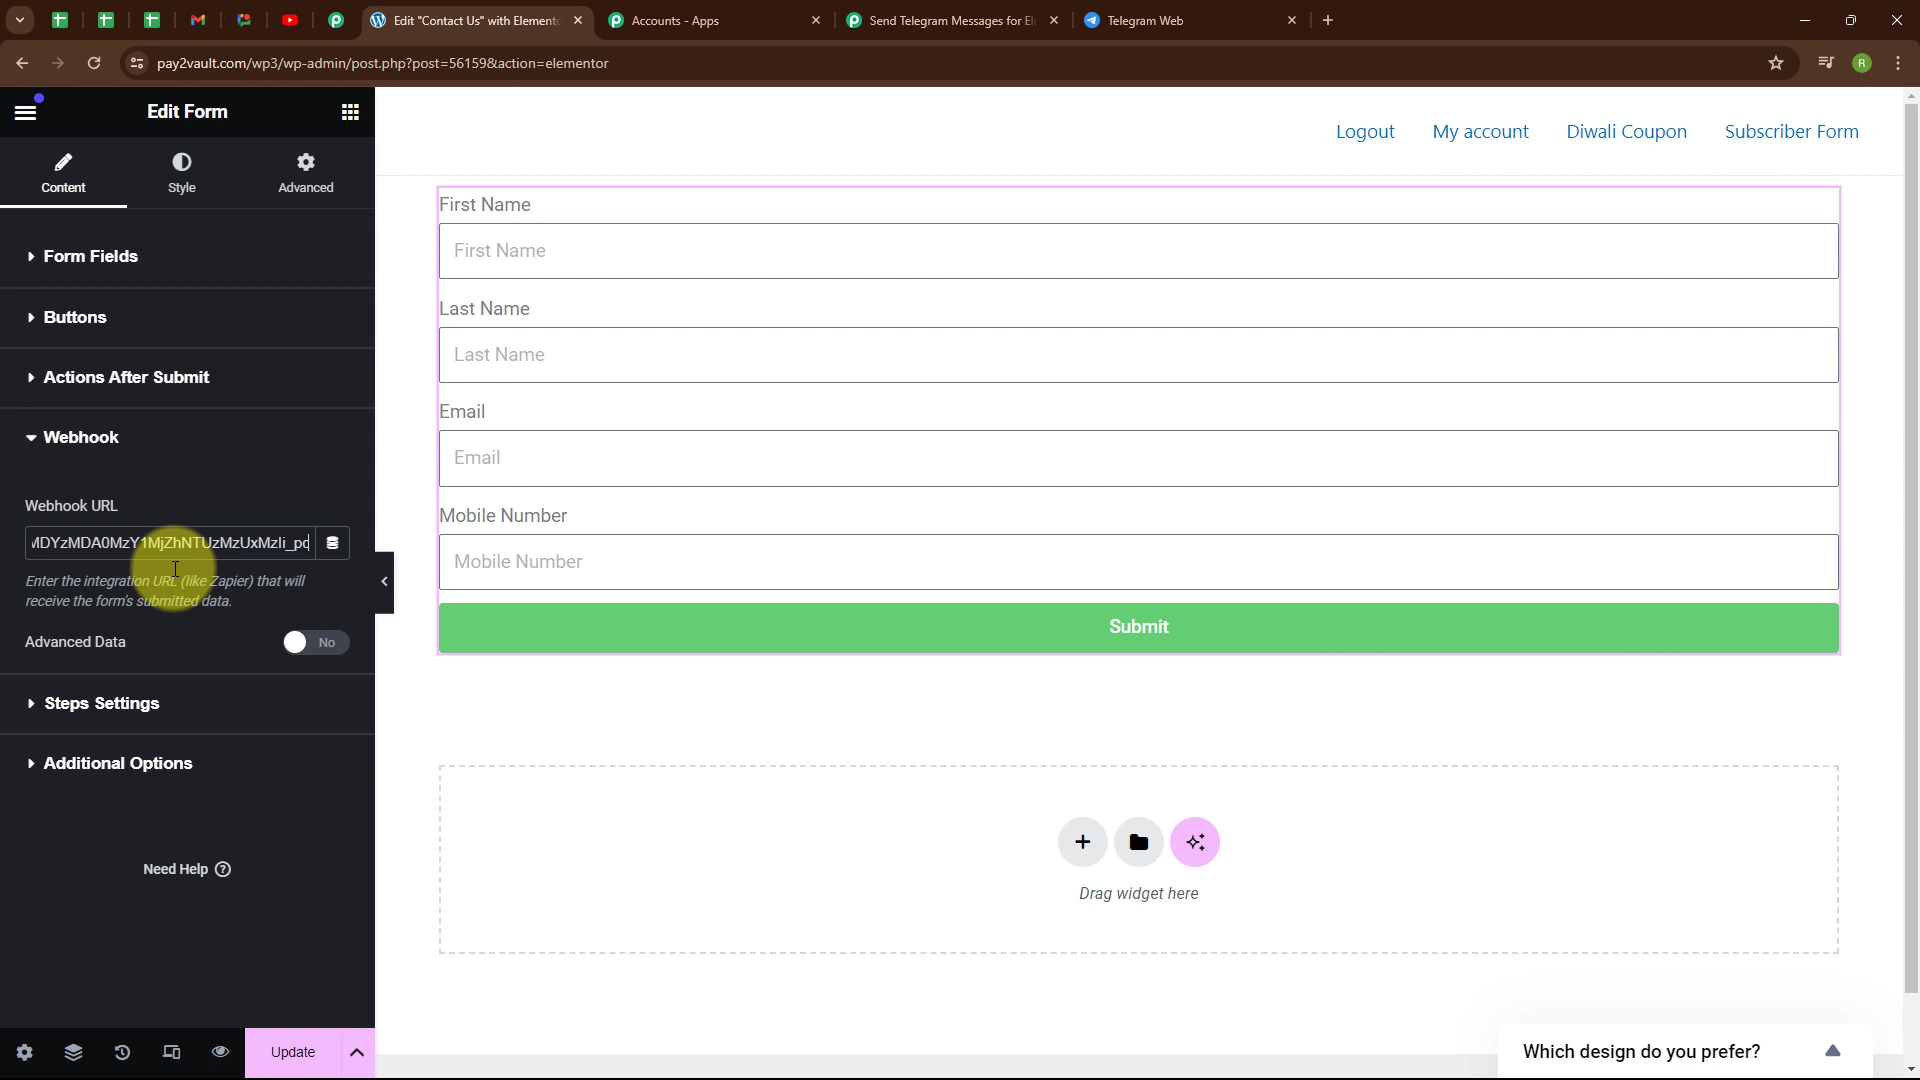 Edit "Contact Us" with Elemento
Accounts - Apps
Send Telegram Messages for El
Telegram Web
pay2vault.com/wp3/wp-admin/post.php?post=56159&action=elementor
R
Edit Form
Content
Style
Advanced
Form Fields
Buttons
Actions After Submit
Webhook
Webhook URL
MDYzMDA0MzY1MjZhNTUzMzUxMzIi_pc
Enter the integration URL (like Zapier) that will
receive the form's submitted data.
Advanced Data
No
Steps Settings
Additional Options
Need Help
Update
Logout
My account
Diwali Coupon
Subscriber Form
First Name
First Name
Last Name
Last Name
Email
Email
Mobile Number
Mobile Number
Submit
Drag widget here
Which design do you prefer?